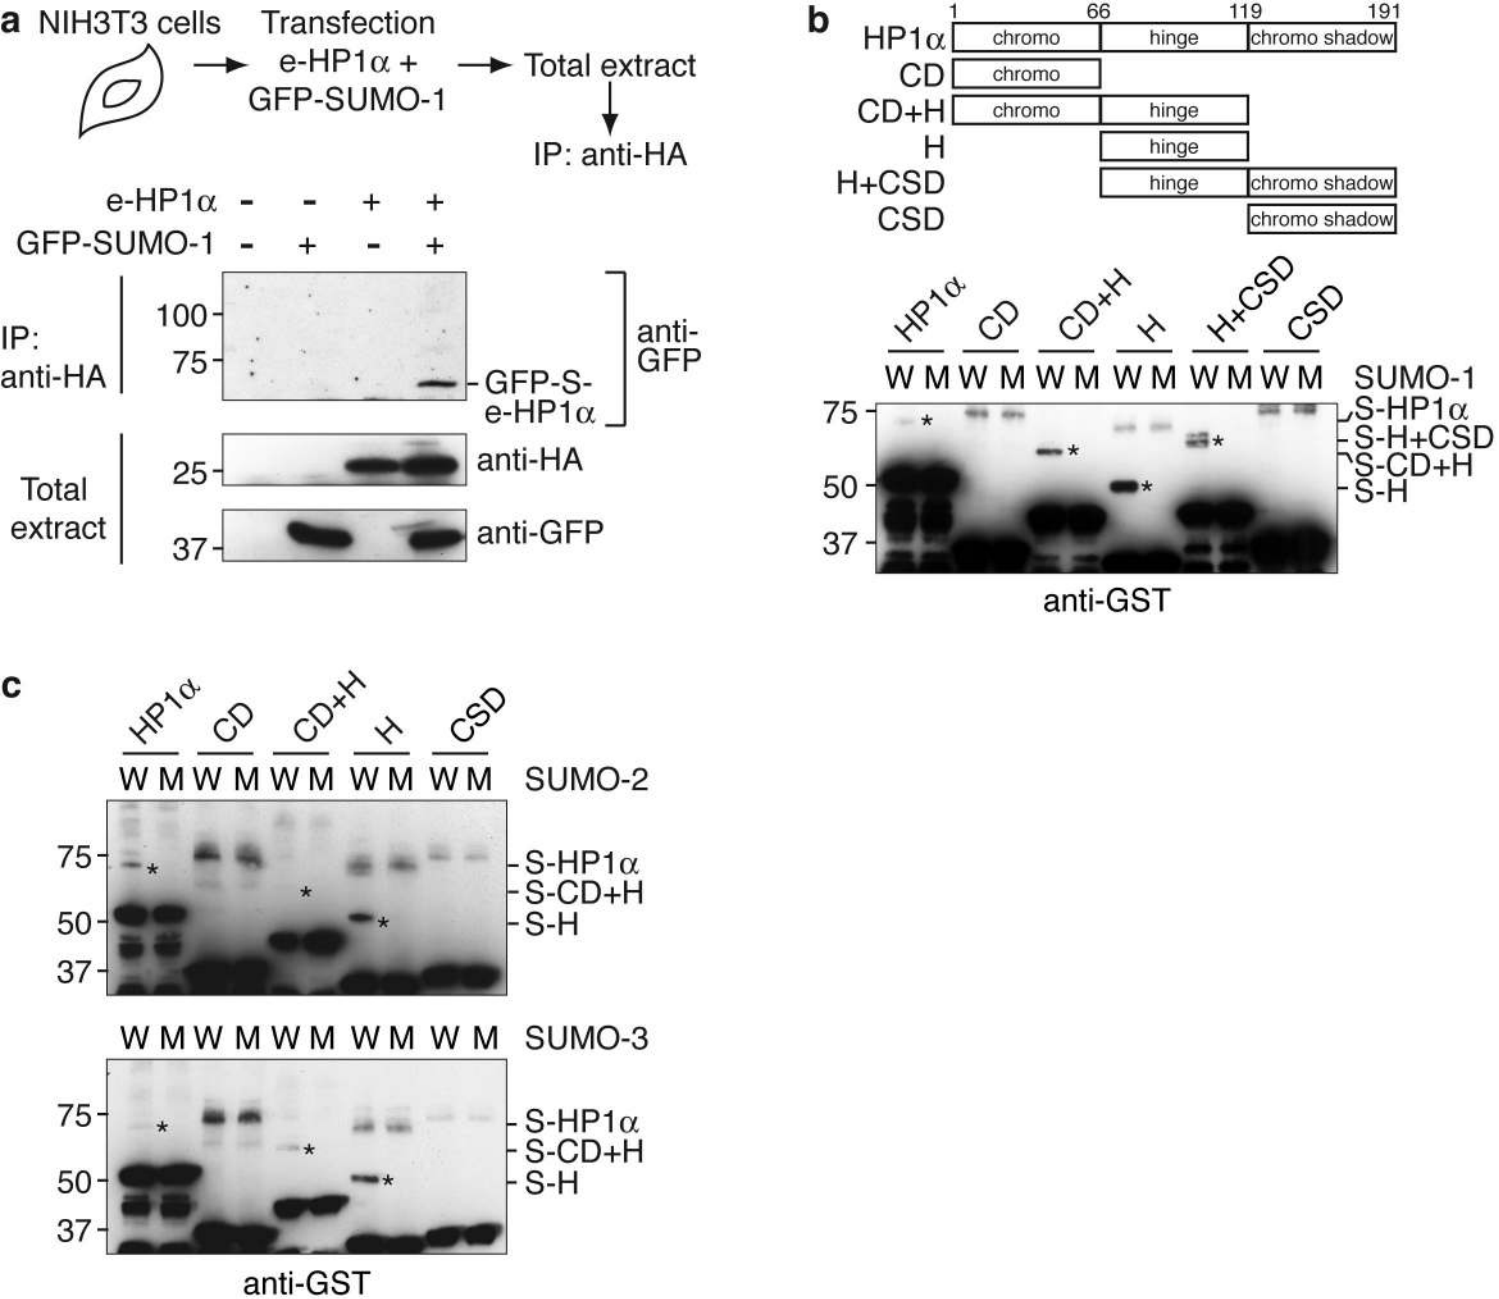 a
NIH3T3 cells
Transfection
e-HP1α +
GFP-SUMO-1
Total extract
IP: anti-HA
e-HP1α - - + +
GFP-SUMO-1 - + - +
IP:
anti-HA
100
75
GFP-S-
e-HP1α
anti-
GFP
Total
extract
25
anti-HA
37
anti-GFP
b
1 66 119 191
HP1α chromo hinge chromo shadow
CD chromo
CD+H chromo hinge
H hinge
H+CSD hinge chromo shadow
CSD chromo shadow
HP1α CD CD+H H H+CSD CSD
W M W M W M W M W M W M SUMO-1
75
50
37
* * * *
S-HP1α
S-H+CSD
S-CD+H
S-H
anti-GST
c
HP1α CD CD+H H CSD
W M W M W M W M W M SUMO-2
75
50
37
* * *
S-HP1α
S-CD+H
S-H
W M W M W M W M W M SUMO-3
75
50
37
* * *
S-HP1α
S-CD+H
S-H
anti-GST